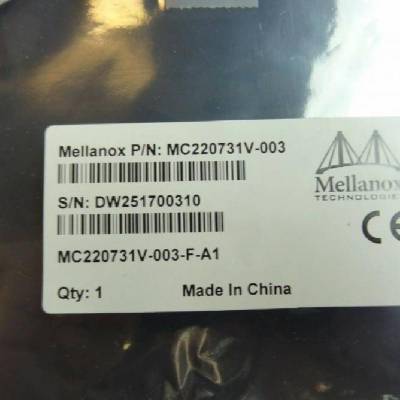 Mellanox P/N: MC220731V-003
S/N: DW251700310
MC220731V-003-F-A1
Qty: 1 Made In China
Mellanox
TECHNOLOGIES
CE